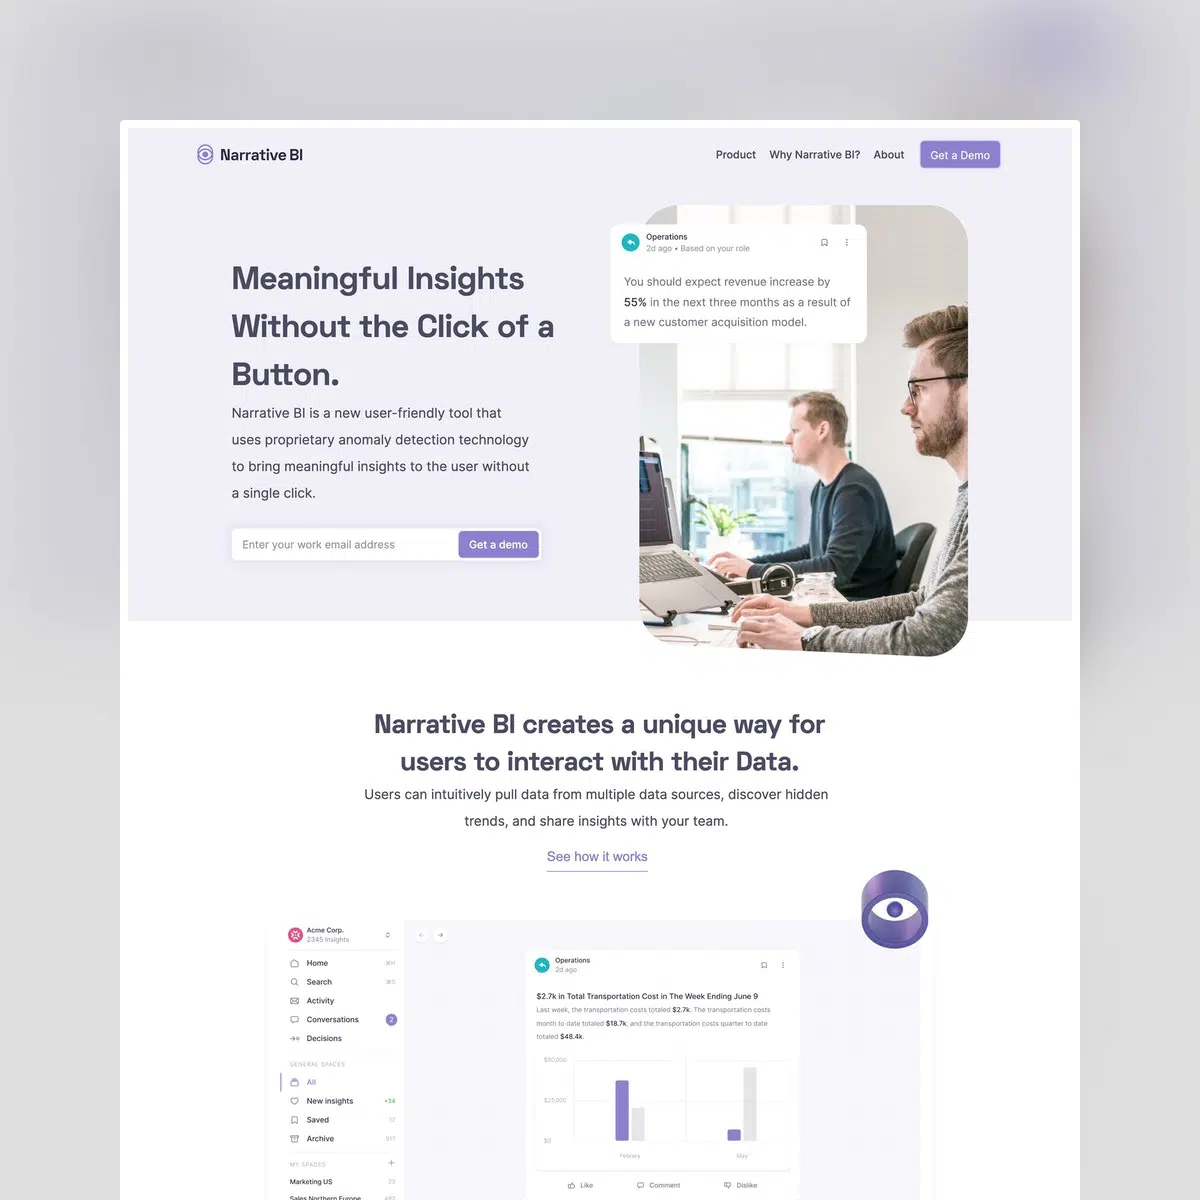 Narrative BI
Product
Why Narrative BI?
About
Get a Demo
Meaningful Insights
Without the Click of a
Button.
Narrative BI is a new user-friendly tool that
uses proprietary anomaly detection technology
to bring meaningful insights to the user without
a single click.
Enter your work email address
Get a demo
Operations
2d ago • Based on your role
You should expect revenue increase by
55% in the next three months as a result of
a new customer acquisition model.
Narrative BI creates a unique way for
users to interact with their Data.
Users can intuitively pull data from multiple data sources, discover hidden
trends, and share insights with your team.
See how it works
Acme Corp.
2345 insights
Home
⌘H
Search
⌘S
Activity
Conversations
2
Decisions
GENERAL SPACES
All
New insights
+34
Saved
12
Archive
MY SPACES
+
Marketing US
23
Sales Northern Europe
Operations
2d ago
$2.7k in Total Transportation Cost in The Week Ending June 9
Last week, the transportation costs totaled $2.7k. The transportation costs
month to date totaled $18.7k, and the transportation costs quarter to date
totaled $48.4k.
$50,000
$25,000
$0
May
Like
Comment
Dislike